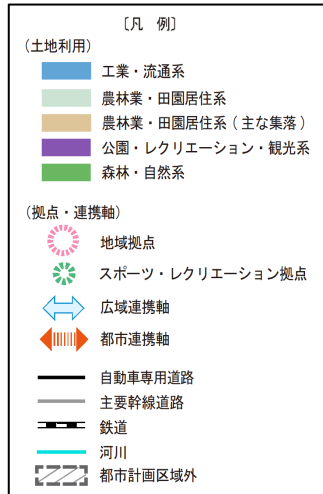 〔凡　例〕
（土地利用）
工業・流通系
農林業・田園居住系
農林業・田園居住系（主な集落）
公園・レクリエーション・観光系
森林・自然系
（拠点・連携軸）
地域拠点
スポーツ・レクリエーション拠点
広域連携軸
都市連携軸
自動車専用道路
主要幹線道路
鉄道
河川
都市計画区域外